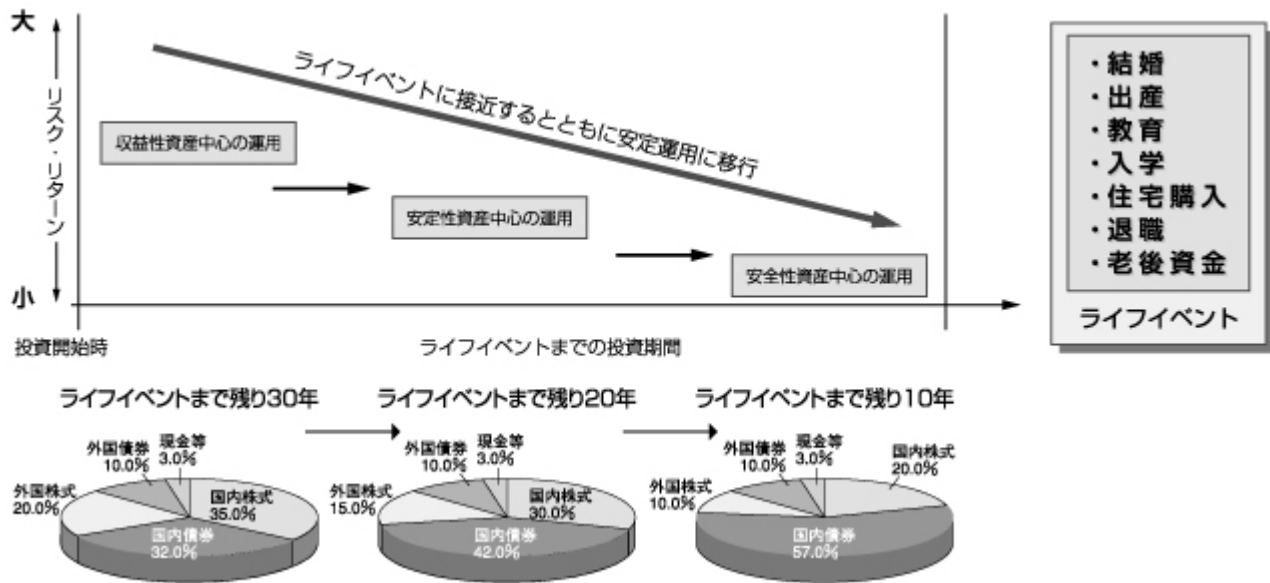 大
リスク・リターン
小
ライフイベントに接近するとともに安定運用に移行
収益性資産中心の運用
安定性資産中心の運用
安全性資産中心の運用
投資開始時
ライフイベントまでの投資期間
・結婚
・出産
・教育
・入学
・住宅購入
・退職
・老後資金
ライフイベント
ライフイベントまで残り30年
外国債券
10.0%
現金等
3.0%
外国株式
20.0%
国内株式
35.0%
国内債券
32.0%
ライフイベントまで残り20年
外国債券
10.0%
現金等
3.0%
外国株式
15.0%
国内株式
30.0%
国内債券
42.0%
ライフイベントまで残り10年
外国債券
10.0%
現金等
3.0%
国内株式
20.0%
外国株式
10.0%
国内債券
57.0%